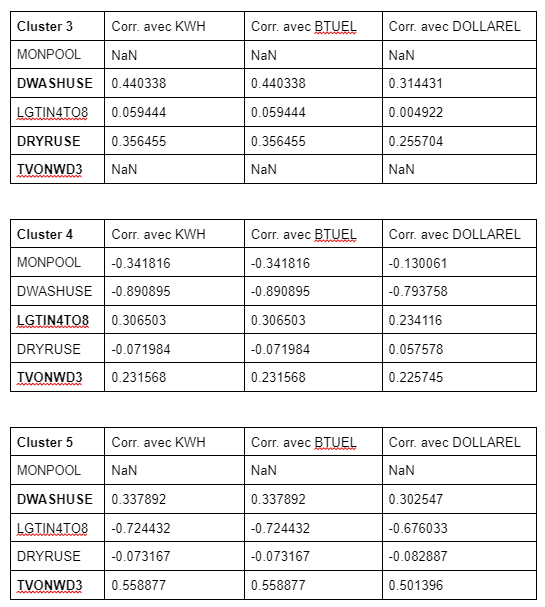 Cluster 3 Corr. avec KWH Corr. avec BTUEL Corr. avec DOLLAREL
MONPOOL NaN NaN NaN
DWASHUSE 0.440338 0.440338 0.314431
LGTIN4TO8 0.059444 0.059444 0.004922
DRYRUSE 0.356455 0.356455 0.255704
TVONWD3 NaN NaN NaN
Cluster 4 Corr. avec KWH Corr. avec BTUEL Corr. avec DOLLAREL
MONPOOL -0.341816 -0.341816 -0.130061
DWASHUSE -0.890895 -0.890895 -0.793758
LGTIN4TO8 0.306503 0.306503 0.234116
DRYRUSE -0.071984 -0.071984 0.057578
TVONWD3 0.231568 0.231568 0.225745
Cluster 5 Corr. avec KWH Corr. avec BTUEL Corr. avec DOLLAREL
MONPOOL NaN NaN NaN
DWASHUSE 0.337892 0.337892 0.302547
LGTIN4TO8 -0.724432 -0.724432 -0.676033
DRYRUSE -0.073167 -0.073167 -0.082887
TVONWD3 0.558877 0.558877 0.501396